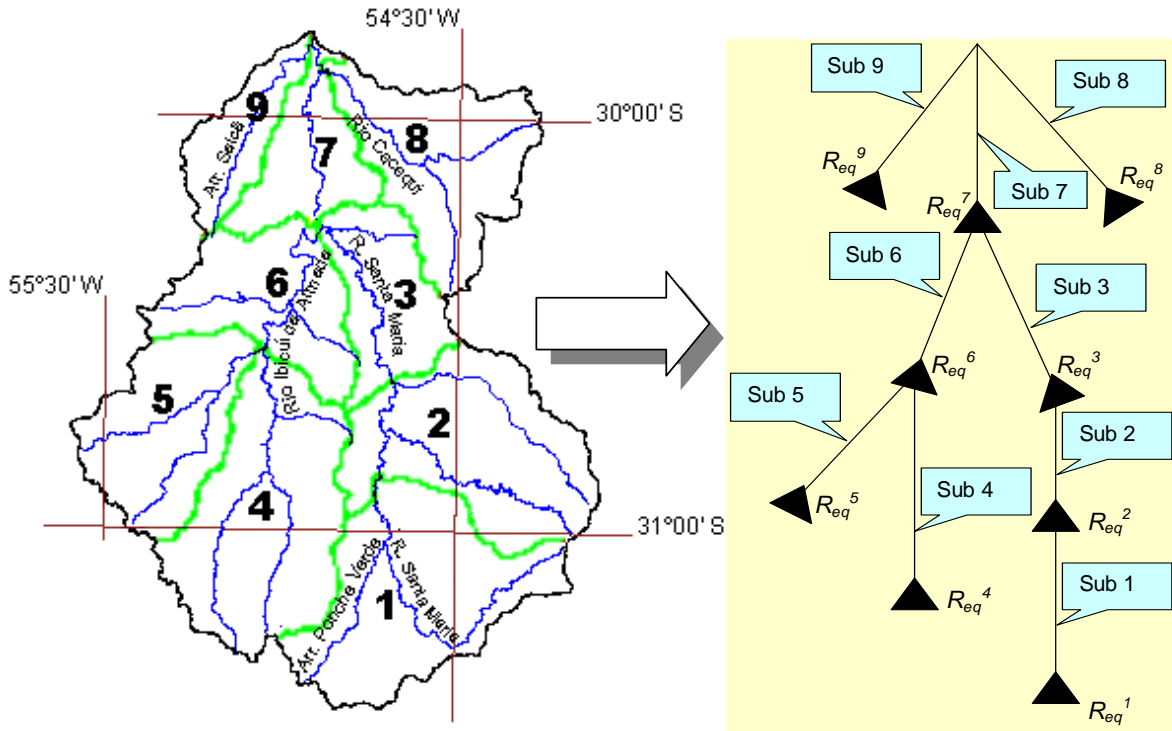 54°30' W
30°00' S
55°30' W
31°00' S
9
7
8
6
3
5
2
4
1
Arr. Saica
Rio Cacequi
R. Santa Maria
Rio Ibicuí da Armada
Arr. Ponche Verde
R. Santa Maria
Sub 9
Sub 8
Req9
Req8
Sub 7
Req7
Sub 6
Sub 3
Req6
Req3
Sub 5
Sub 2
Req5
Sub 4
Req2
Sub 1
Req4
Req1